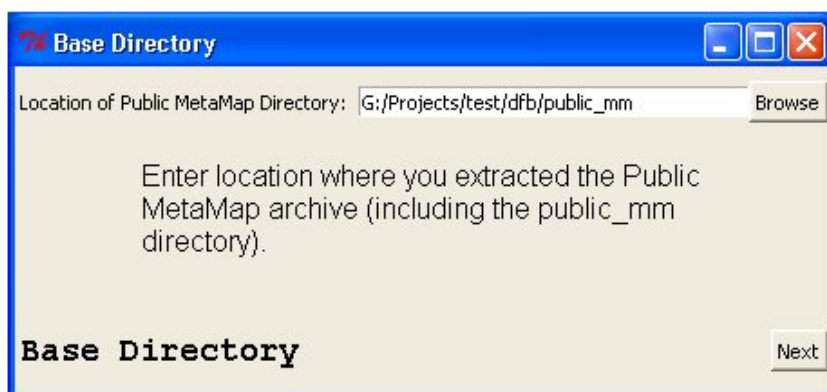 Base Directory
Location of Public MetaMap Directory: G:/Projects/test/dfb/public_mm Browse
Enter location where you extracted the Public
MetaMap archive (including the public_mm
directory).
Base Directory Next